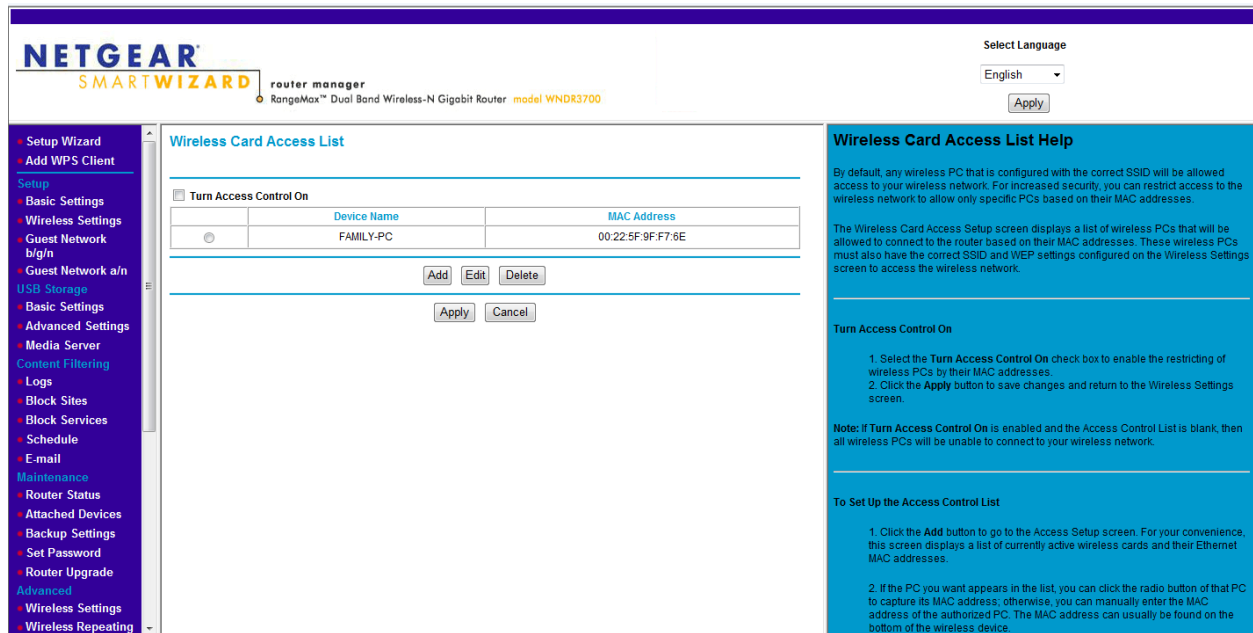 NETGEAR
SMARTWIZARD
router manager
RangeMax™ Dual Band Wireless-N Gigabit Router model WNDR3700
Select Language
English
Apply
Setup Wizard
Add WPS Client
Setup
Basic Settings
Wireless Settings
Guest Network
b/g/n
Guest Network a/n
USB Storage
Basic Settings
Advanced Settings
Media Server
Content Filtering
Logs
Block Sites
Block Services
Schedule
E-mail
Maintenance
Router Status
Attached Devices
Backup Settings
Set Password
Router Upgrade
Advanced
Wireless Settings
Wireless Repeating
Wireless Card Access List
Turn Access Control On
Device Name MAC Address
FAMILY-PC 00:22:5F:9F:F7:6E
Add Edit Delete
Apply Cancel
Wireless Card Access List Help
By default, any wireless PC that is configured with the correct SSID will be allowed
access to your wireless network. For increased security, you can restrict access to the
wireless network to allow only specific PCs based on their MAC addresses.
The Wireless Card Access Setup screen displays a list of wireless PCs that will be
allowed to connect to the router based on their MAC addresses. These wireless PCs
must also have the correct SSID and WEP settings configured on the Wireless Settings
screen to access the wireless network.
Turn Access Control On
1. Select the Turn Access Control On check box to enable the restricting of
wireless PCs by their MAC addresses.
2. Click the Apply button to save changes and return to the Wireless Settings
screen.
Note: If Turn Access Control On is enabled and the Access Control List is blank, then
all wireless PCs will be unable to connect to your wireless network.
To Set Up the Access Control List
1. Click the Add button to go to the Access Setup screen. For your convenience,
this screen displays a list of currently active wireless cards and their Ethernet
MAC addresses.
2. If the PC you want appears in the list, you can click the radio button of that PC
to capture its MAC address; otherwise, you can manually enter the MAC
address of the authorized PC. The MAC address can usually be found on the
bottom of the wireless device.